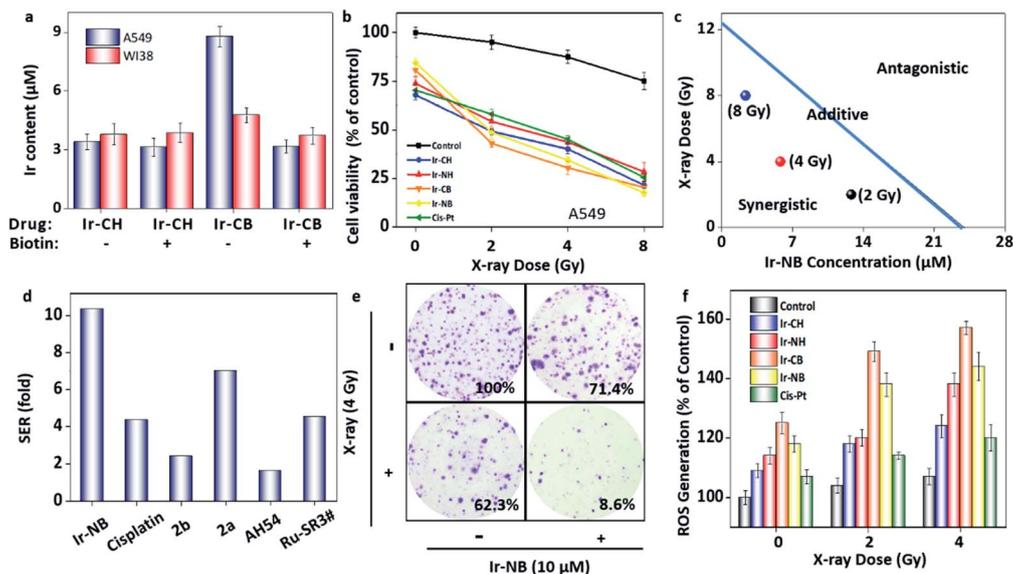 a
Ir content (μM)
9
6
3
0
A549
WI38
Drug: Ir-CH Ir-CH Ir-CB Ir-CB
Biotin: - + - +
b
Cell viability (% of control)
100
75
50
25
0
Control
Ir-CH
Ir-NH
Ir-CB
Ir-NB
Cis-Pt
A549
0 2 4 8
X-ray Dose (Gy)
c
X-ray Dose (Gy)
12
8
4
0
Antagonistic
Additive
(8 Gy)
(4 Gy)
(2 Gy)
Synergistic
0 7 14 21 28
Ir-NB Concentration (μM)
d
SER (fold)
10
8
6
4
2
0
Ir-NB Cisplatin 2b 2a AH54 Ru-SR3#
e
X-ray (4 Gy)
-
+
100% 71.4%
62.3% 8.6%
- +
Ir-NB (10 μM)
f
ROS Generation (% of Control)
160
140
120
100
Control
Ir-CH
Ir-NH
Ir-CB
Ir-NB
Cis-Pt
0 2 4
X-ray Dose (Gy)